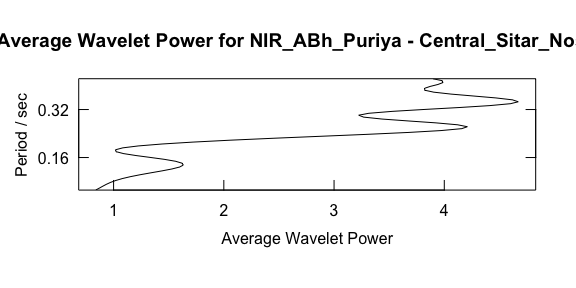 Average Wavelet Power for NIR_ABh_Puriya - Central_Sitar_No
Period / sec
0.32
0.16
1 2 3 4
Average Wavelet Power